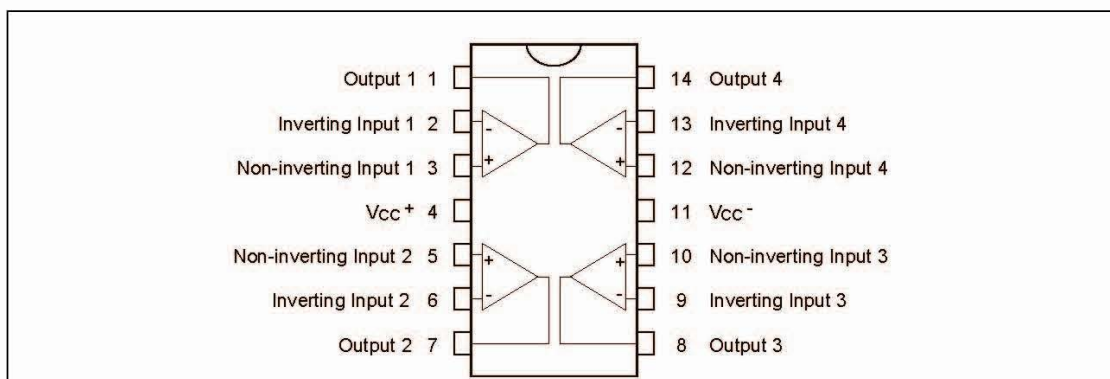 Output 1 1
14 Output 4
Inverting Input 1 2
-
-
13 Inverting Input 4
Non-inverting Input 1 3
+
+
12 Non-inverting Input 4
Vcc+ 4
11 Vcc-
Non-inverting Input 2 5
+
+
10 Non-inverting Input 3
Inverting Input 2 6
-
-
9 Inverting Input 3
Output 2 7
8 Output 3